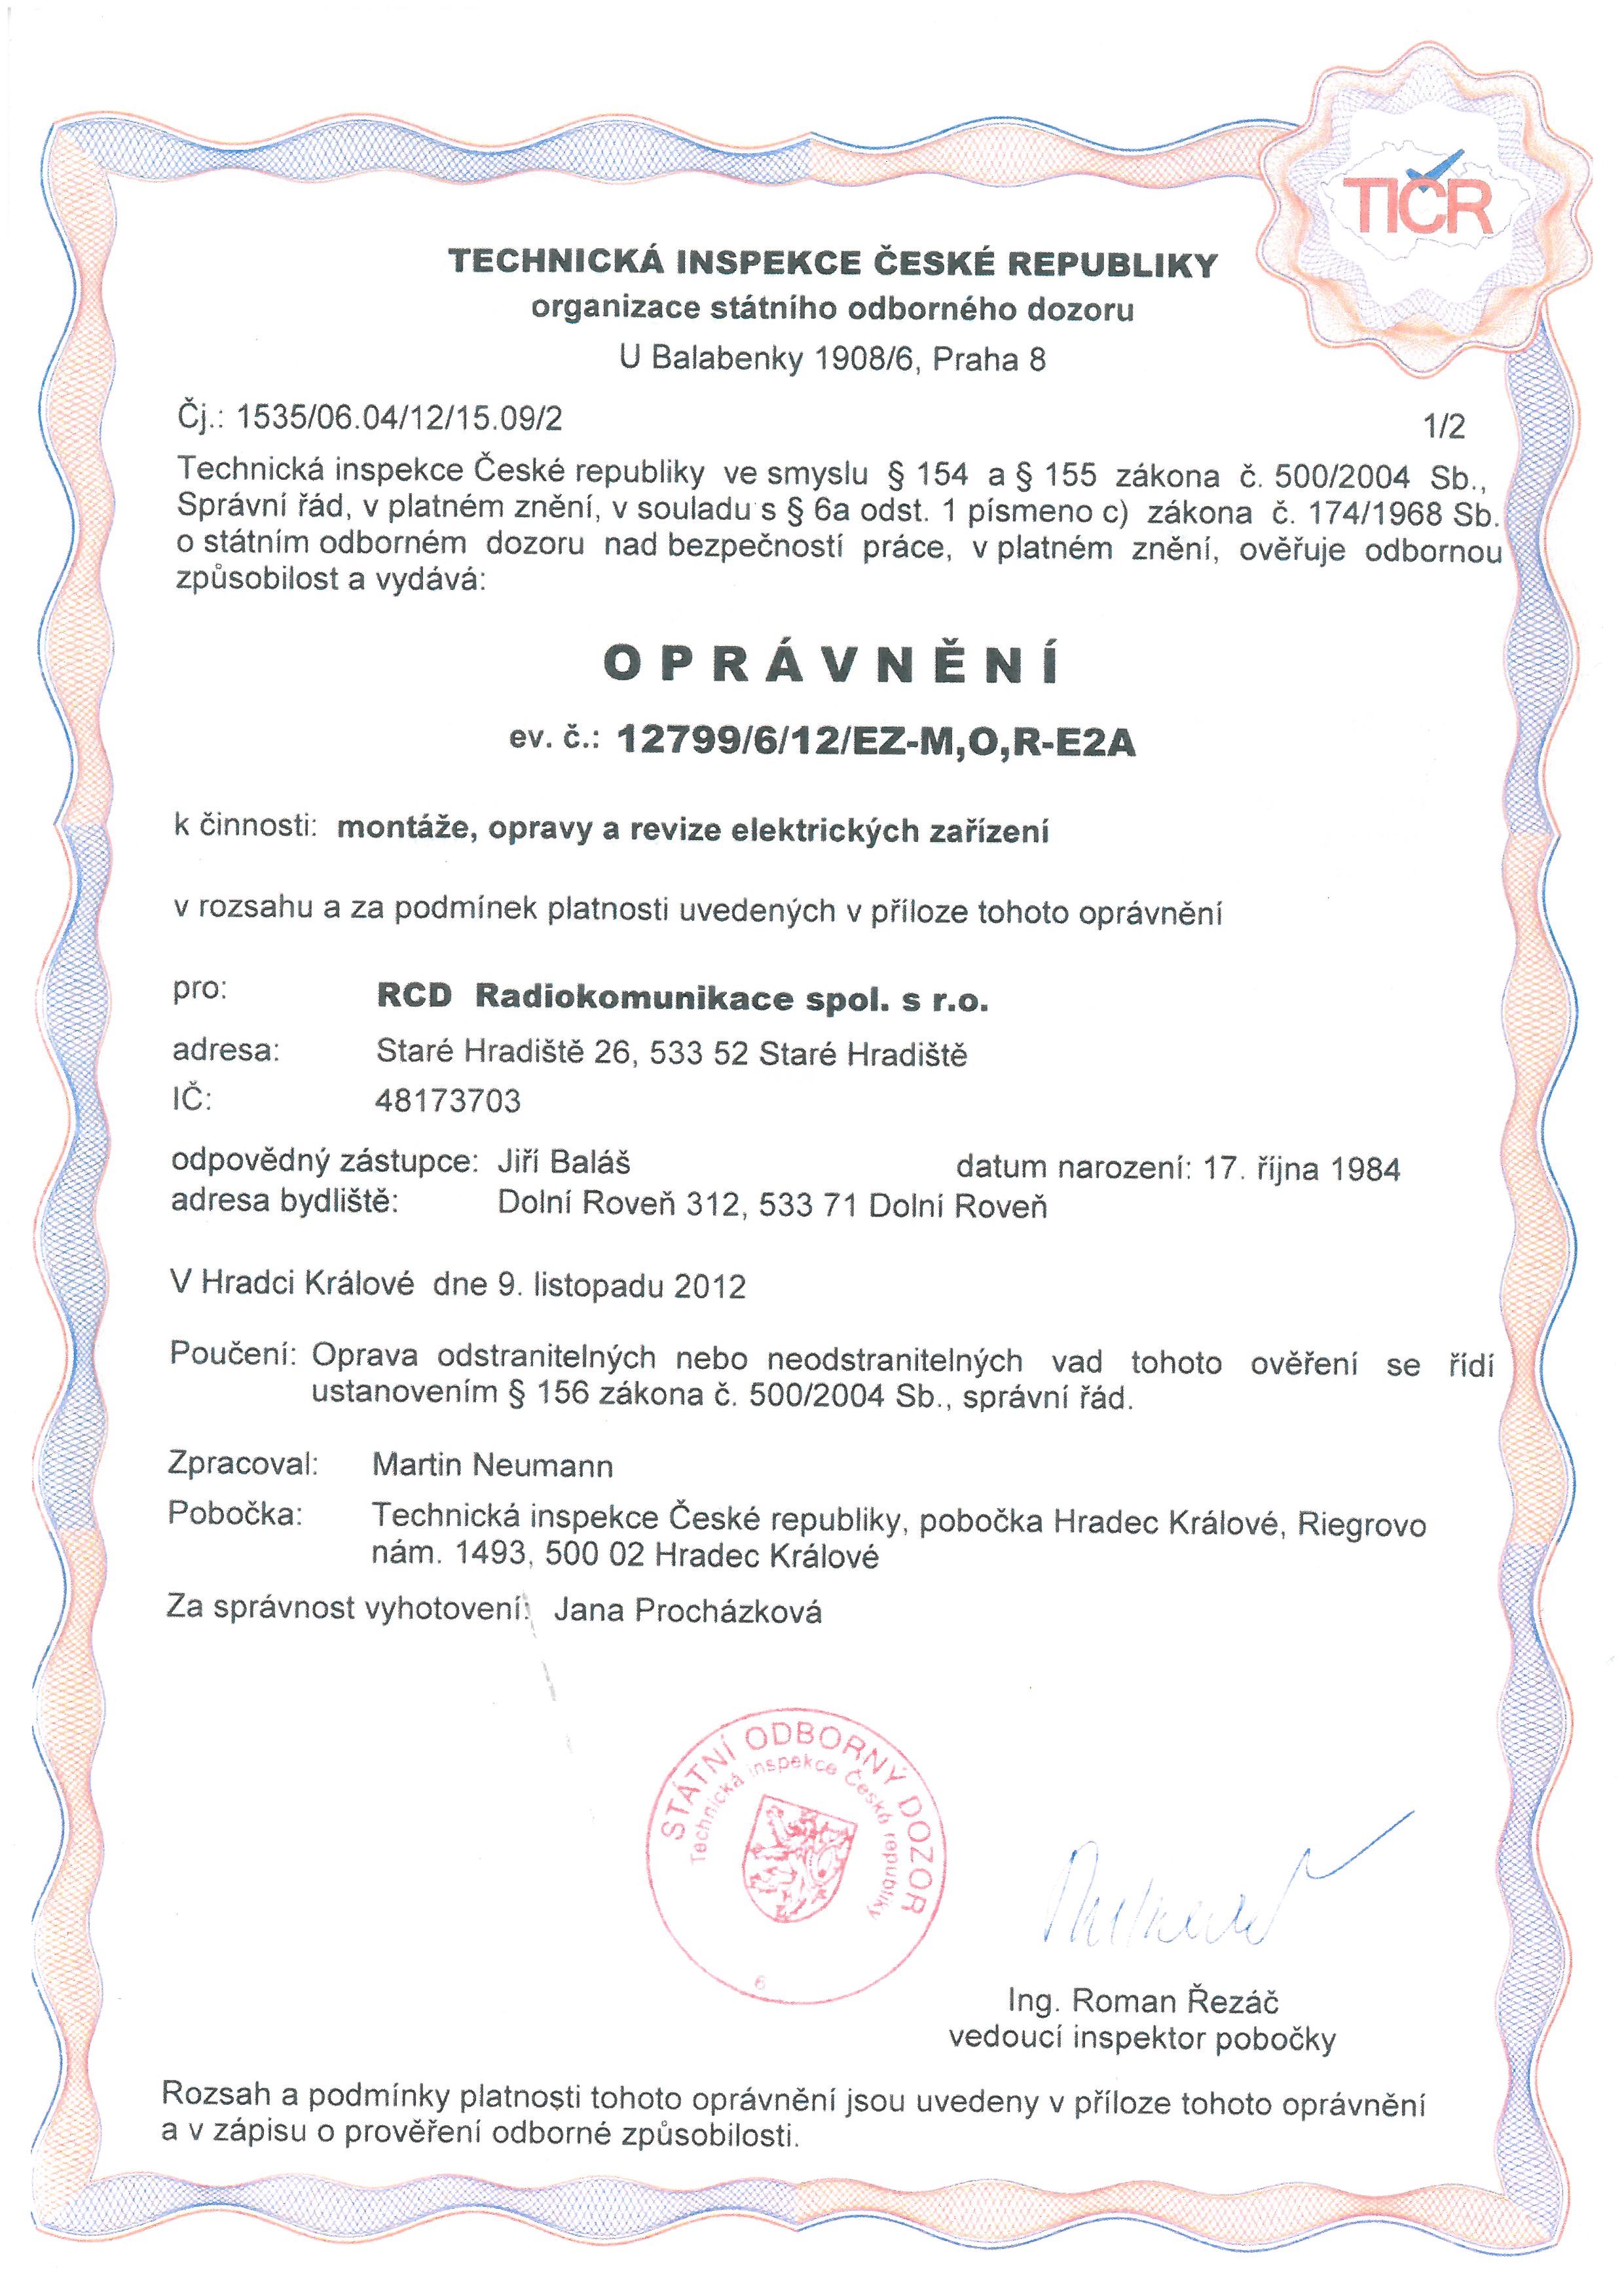 TIČR
TECHNICKÁ INSPEKCE ČESKÉ REPUBLIKY
organizace státního odborného dozoru
U Balabenky 1908/6, Praha 8
Čj.: 1535/06.04/12/15.09/2 1/2
Technická inspekce České republiky ve smyslu § 154 a § 155 zákona č. 500/2004 Sb.,
Správní řád, v platném znění, v souladu s § 6a odst. 1 písmeno c) zákona č. 174/1968 Sb.
o státním odborném dozoru nad bezpečností práce, v platném znění, ověřuje odbornou
způsobilost a vydává:
OPRÁVNĚNÍ
ev. č.: 12799/6/12/EZ-M,O,R-E2A
k činnosti: montáže, opravy a revize elektrických zařízení
v rozsahu a za podmínek platnosti uvedených v příloze tohoto oprávnění
pro: RCD Radiokomunikace spol. s r.o.
adresa: Staré Hradiště 26, 533 52 Staré Hradiště
IČ: 48173703
odpovědný zástupce: Jiří Baláš datum narození: 17. října 1984
adresa bydliště: Dolní Roveň 312, 533 71 Dolní Roveň
V Hradci Králové dne 9. listopadu 2012
Poučení: Oprava odstranitelných nebo neodstranitelných vad tohoto ověření se řídí
ustanovením § 156 zákona č. 500/2004 Sb., správní řád.
Zpracoval: Martin Neumann
Pobočka: Technická inspekce České republiky, pobočka Hradec Králové, Riegrovo
nám. 1493, 500 02 Hradec Králové
Za správnost vyhotovení: Jana Procházková
STÁTNÍ ODBORNÝ DOZOR
Technická inspekce České republiky
6
Ing. Roman Řezáč
vedoucí inspektor pobočky
Rozsah a podmínky platnosti tohoto oprávnění jsou uvedeny v příloze tohoto oprávnění
a v zápisu o prověření odborné způsobilosti.